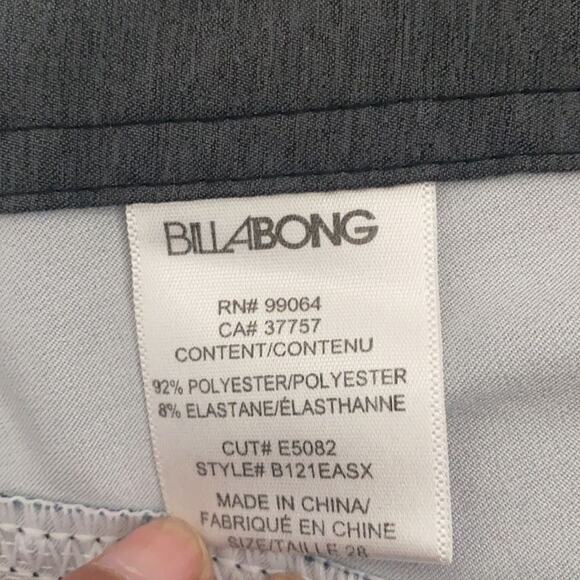 BILLABONG
RN# 99064
CA# 37757
CONTENT/CONTENU
92% POLYESTER/POLYESTER
8% ELASTANE/ÉLASTHANNE
CUT# E5082
STYLE# B121EASX
MADE IN CHINA/
FABRIQUÉ EN CHINE
SIZE/TAILLE 28